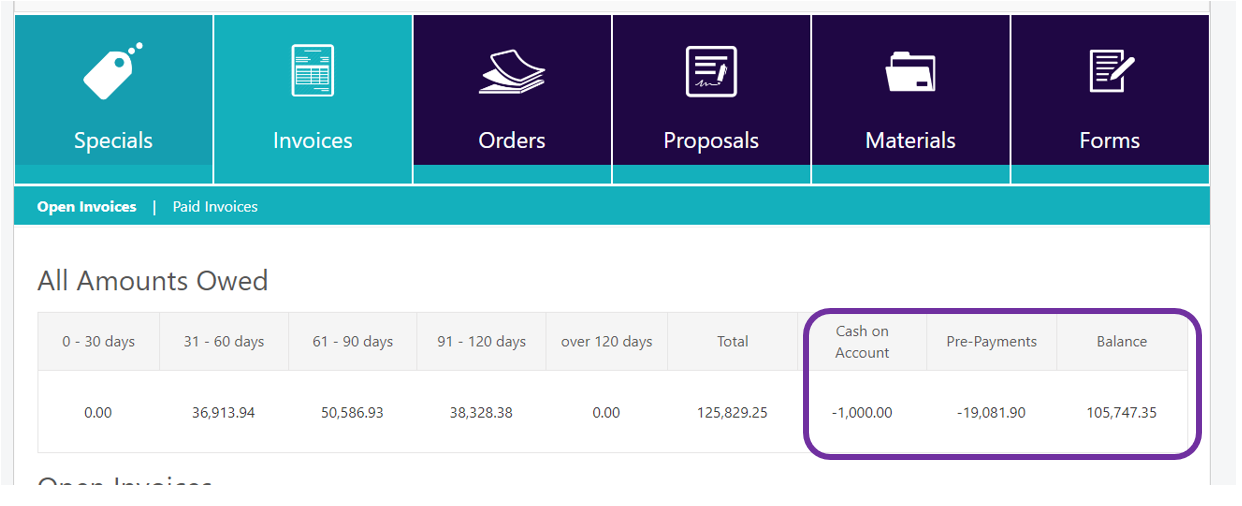 Specials Invoices Orders Proposals Materials Forms
Open Invoices | Paid Invoices
All Amounts Owed
0 - 30 days 31 - 60 days 61 - 90 days 91 - 120 days over 120 days Total Cash on Account Pre-Payments Balance
0.00 36,913.94 50,586.93 38,328.38 0.00 125,829.25 -1,000.00 -19,081.90 105,747.35
Open Invoices